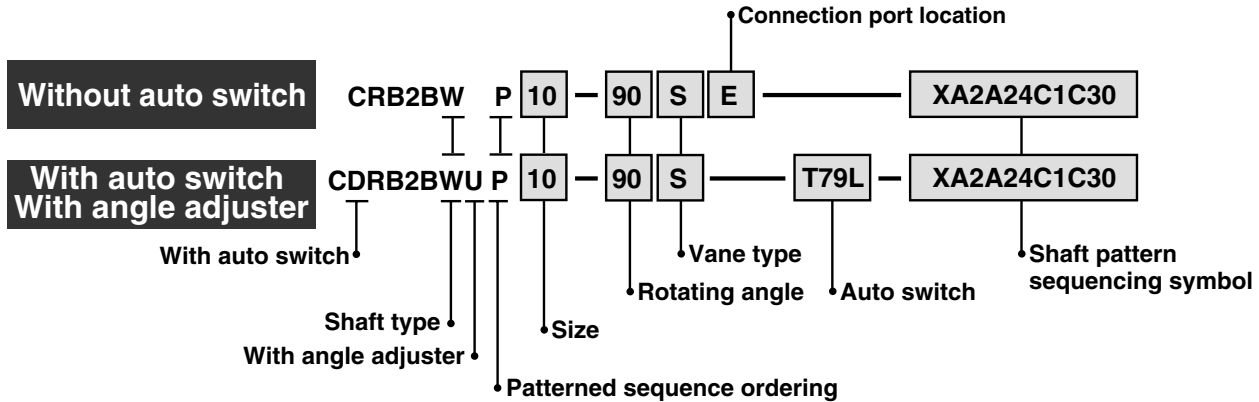 Connection port location
Without auto switch CRB2BW P 10 — 90 S E — XA2A24C1C30
With auto switch
With angle adjuster
CDRB2BWU P 10 — 90 S — T79L — XA2A24C1C30
With auto switch
Vane type
Shaft pattern
sequencing symbol
Rotating angle
Auto switch
Shaft type
Size
With angle adjuster
Patterned sequence ordering